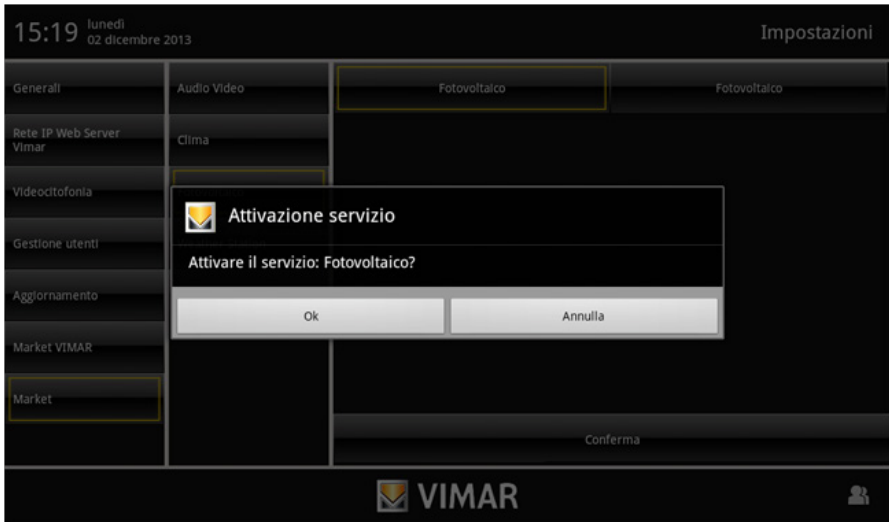 15:19 lunedì
02 dicembre 2013
Impostazioni
Generali
Rete IP Web Server
Vimar
Videocitofonia
Gestione utenti
Aggiornamento
Market VIMAR
Market
Audio Video
Clima
Fotovoltaico
Fotovoltaico
Attivazione servizio
Attivare il servizio: Fotovoltaico?
Ok
Annulla
Conferma
VIMAR